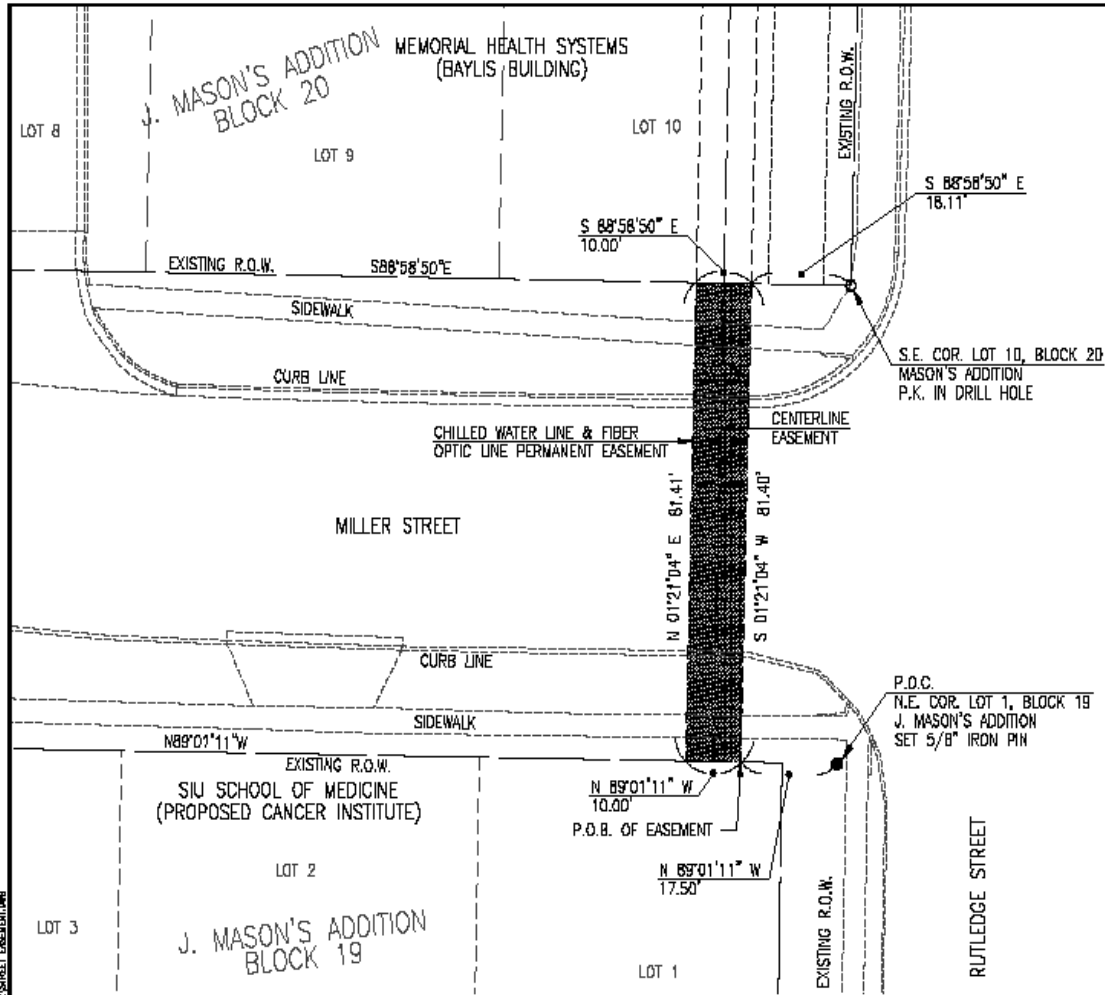 MEMORIAL HEALTH SYSTEMS
(BAYLIS BUILDING)
J. MASON'S ADDITION
BLOCK 20
LOT 8
LOT 9
LOT 10
EXISTING R.O.W.
S 88°58'50" E
18.11'
S 88°58'50" E
10.00'
EXISTING R.O.W.
S88°58'50"E
SIDEWALK
CURB LINE
S.E. COR. LOT 10, BLOCK 20
MASON'S ADDITION
P.K. IN DRILL HOLE
CENTERLINE
EASEMENT
CHILLED WATER LINE & FIBER
OPTIC LINE PERMANENT EASEMENT
N 01°21'04" E 81.41'
S 01°21'04" W 81.40'
MILLER STREET
CURB LINE
SIDEWALK
P.O.C.
N.E. COR. LOT 1, BLOCK 19
J. MASON'S ADDITION
SET 5/8" IRON PIN
N89°01'11"W
EXISTING R.O.W.
SIU SCHOOL OF MEDICINE
(PROPOSED CANCER INSTITUTE)
N 89°01'11" W
10.00'
P.O.B. OF EASEMENT
N 89°01'11" W
17.50'
LOT 2
LOT 3
J. MASON'S ADDITION
BLOCK 19
LOT 1
EXISTING R.O.W.
RUTLEDGE STREET